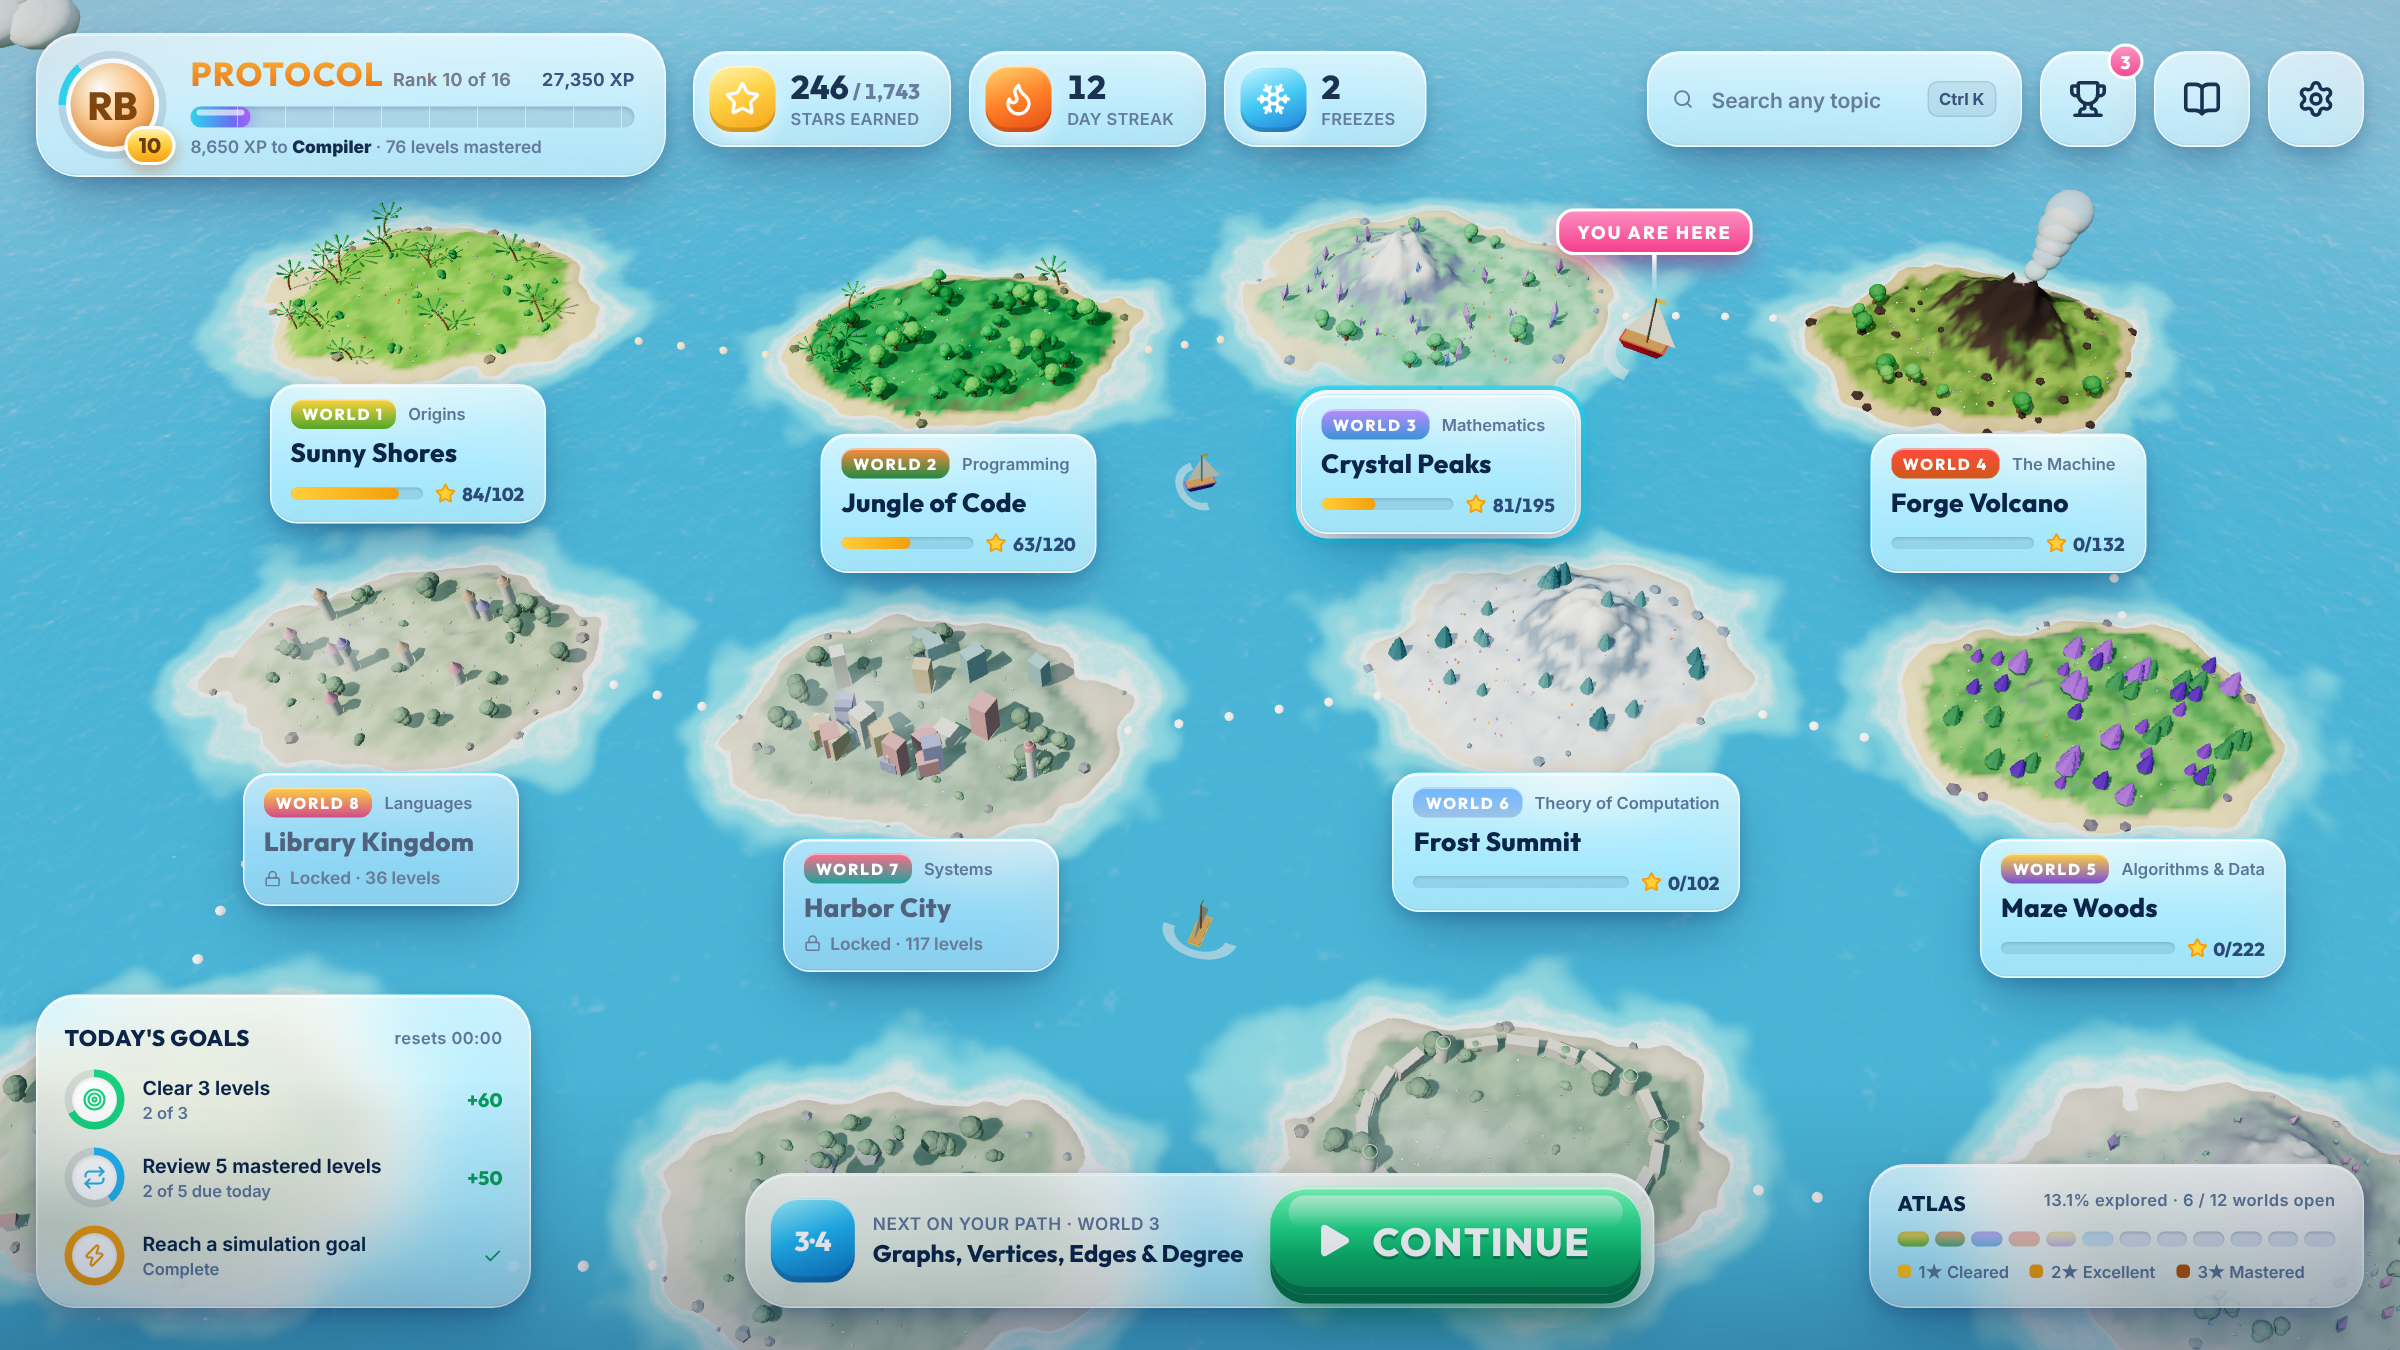 RB
10
PROTOCOL Rank 10 of 16 27,350 XP
8,650 XP to Compiler · 76 levels mastered
246 / 1,743
STARS EARNED
12
DAY STREAK
2
FREEZES
Search any topic Ctrl K
3
YOU ARE HERE
WORLD 1 Origins
Sunny Shores
84/102
WORLD 2 Programming
Jungle of Code
63/120
WORLD 3 Mathematics
Crystal Peaks
81/195
WORLD 4 The Machine
Forge Volcano
0/132
WORLD 8 Languages
Library Kingdom
Locked · 36 levels
WORLD 7 Systems
Harbor City
Locked · 117 levels
WORLD 6 Theory of Computation
Frost Summit
0/102
WORLD 5 Algorithms & Data
Maze Woods
0/222
TODAY'S GOALS resets 00:00
Clear 3 levels
2 of 3
+60
Review 5 mastered levels
2 of 5 due today
+50
Reach a simulation goal
Complete
3·4
NEXT ON YOUR PATH · WORLD 3
Graphs, Vertices, Edges & Degree
CONTINUE
ATLAS 13.1% explored · 6 / 12 worlds open
1★ Cleared 2★ Excellent 3★ Mastered